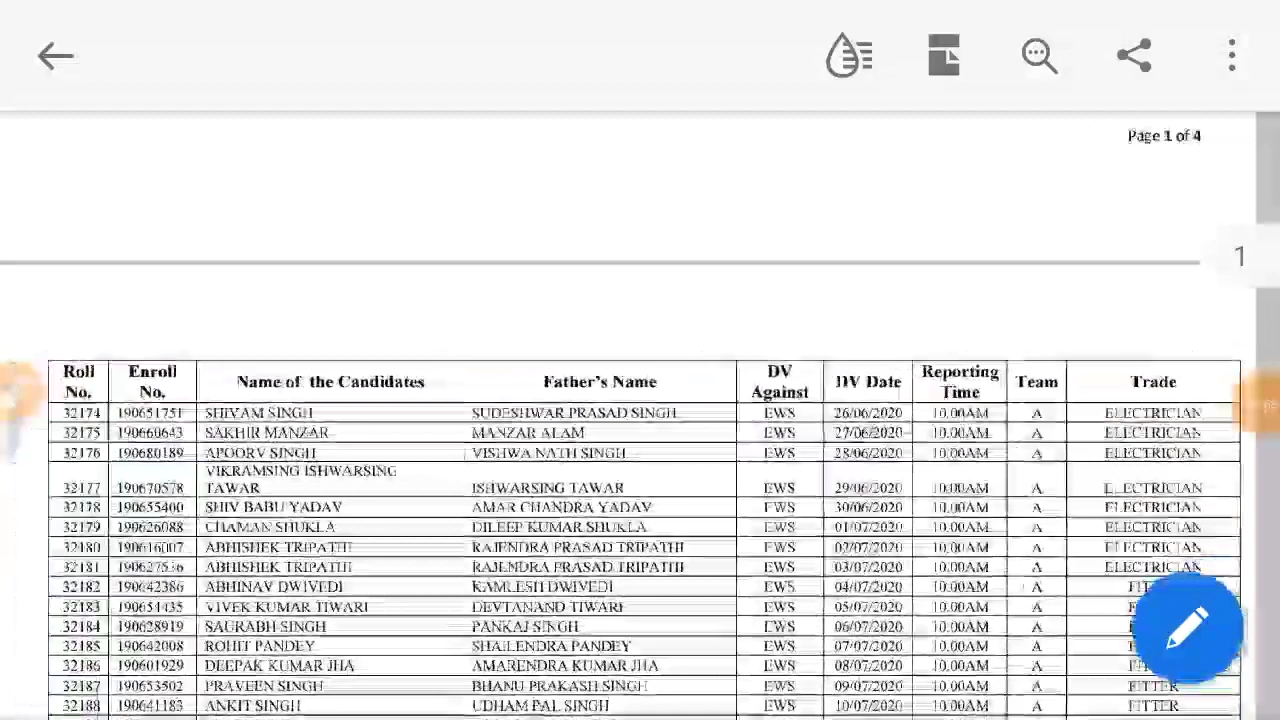 Page 1 of 4
1
Roll No. Enroll No. Name of the Candidates Father's Name DV Against DV Date Reporting Time Team Trade
32174 190651751 SHIVAM SINGH SUDESHWAR PRASAD SINGH EWS 26/06/2020 10.00AM A ELECTRICIAN
32175 190660643 SAKHIR MANZAR MANZAR ALAM EWS 27/06/2020 10.00AM A ELECTRICIAN
32176 190680189 APOORV SINGH VISHWA NATH SINGH EWS 28/06/2020 10.00AM A ELECTRICIAN
VIKRAMSING ISHWARSING
32177 190670578 TAWAR ISHWARSING TAWAR EWS 29/06/2020 10.00AM A ELECTRICIAN
32178 190655400 SHIV BABU YADAV AMAR CHANDRA YADAV EWS 30/06/2020 10.00AM A ELECTRICIAN
32179 190626088 CHAMAN SHUKLA DILEEP KUMAR SHUKLA EWS 01/07/2020 10.00AM A ELECTRICIAN
32180 190616007 ABHISHEK TRIPATHI RAJENDRA PRASAD TRIPATHI EWS 02/07/2020 10.00AM A ELECTRICIAN
32181 ABHISHEK TRIPATHI RAJENDRA PRASAD TRIPATHI EWS 03/07/2020 10.00AM A ELECTRICIAN
32182 190642386 ABHINAV DWIVEDI KAMLESH DWIVEDI EWS 04/07/2020 10.00AM A
32183 VIVEK KUMAR TIWARI DEVTANAND TIWARI EWS 05/07/2020 10.00AM A
32184 190628919 SAURABH SINGH PANKAJ SINGH EWS 06/07/2020 10.00AM A
32185 190642008 ROHIT PANDEY SHAILENDRA PANDEY EWS 07/07/2020 10.00AM A
32186 190601929 DEEPAK KUMAR JHA AMARENDRA KUMAR JHA EWS 08/07/2020 10.00AM A
32187 190653502 PRAVEEN SINGH BHANU PRAKASH SINGH EWS 09/07/2020 10.00AM A FITTER
32188 190641183 ANKIT SINGH UDHAM PAL SINGH EWS 10/07/2020 10.00AM A FITTER